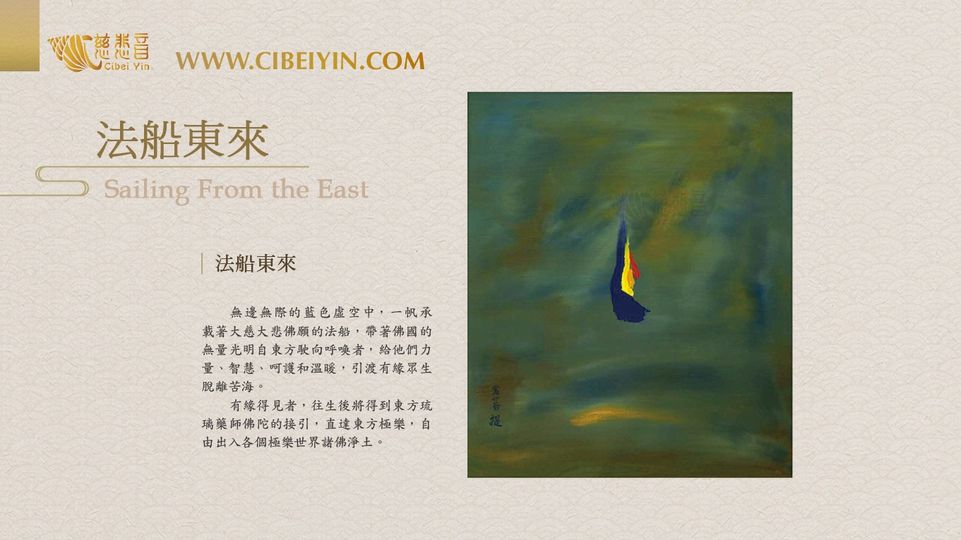 慈悲音
Cibei Yin
WWW.CIBEIYIN.COM
法船東來
Sailing From the East
法船東來
無邊無際的藍色虛空中，一帆承
載著大慈大悲佛願的法船，帶著佛國的
無量光明自東方駛向呼喚者，給他們力
量、智慧、呵護和溫暖，引渡有緣眾生
脫離苦海。
有緣得見者，往生後將得到東方琉
璃藥師佛陀的接引，直達東方極樂，自
由出入各個極樂世界諸佛淨土。
菩提